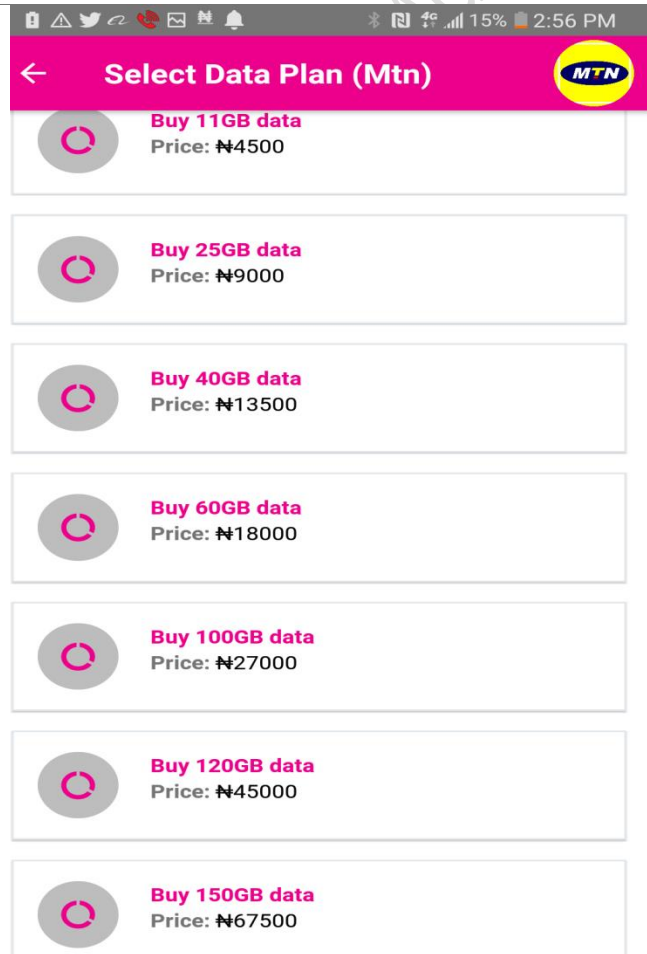 15% 2:56 PM
Select Data Plan (Mtn)
MTN
Buy 11GB data
Price: ₦4500
Buy 25GB data
Price: ₦9000
Buy 40GB data
Price: ₦13500
Buy 60GB data
Price: ₦18000
Buy 100GB data
Price: ₦27000
Buy 120GB data
Price: ₦45000
Buy 150GB data
Price: ₦67500